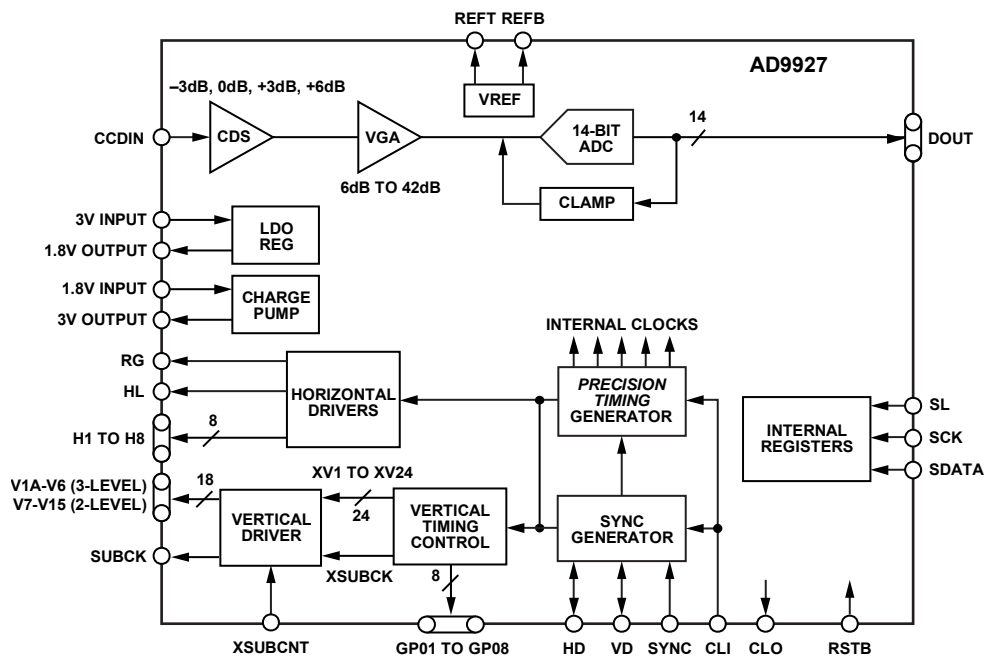 REFT REFB
AD9927
–3dB, 0dB, +3dB, +6dB
VREF
CCDIN
CDS
VGA
14-BIT
ADC
14
DOUT
6dB TO 42dB
CLAMP
3V INPUT
1.8V OUTPUT
LDO
REG
1.8V INPUT
3V OUTPUT
CHARGE
PUMP
INTERNAL CLOCKS
RG
HL
H1 TO H8
8
HORIZONTAL
DRIVERS
PRECISION
TIMING
GENERATOR
INTERNAL
REGISTERS
SL
SCK
SDATA
V1A-V6 (3-LEVEL)
V7-V15 (2-LEVEL)
18
XV1 TO XV24
24
VERTICAL
DRIVER
VERTICAL
TIMING
CONTROL
SYNC
GENERATOR
SUBCK
XSUBCK
8
XSUBCNT
GP01 TO GP08
HD
VD
SYNC
CLI
CLO
RSTB